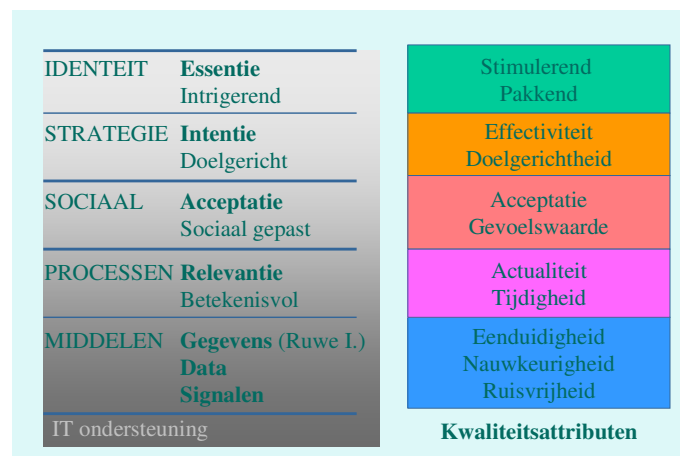 IDENTEIT Essentie
Intrigerend
STRATEGIE Intentie
Doelgericht
SOCIAAL Acceptatie
Sociaal gepast
PROCESSEN Relevantie
Betekenisvol
MIDDELEN Gegevens (Ruwe I.)
Data
Signalen
IT ondersteuning
Stimulerend
Pakkend
Effectiviteit
Doelgerichtheid
Acceptatie
Gevoelswaarde
Actualiteit
Tijdigheid
Eenduidigheid
Nauwkeurigheid
Ruisvrijheid
Kwaliteitsattributen